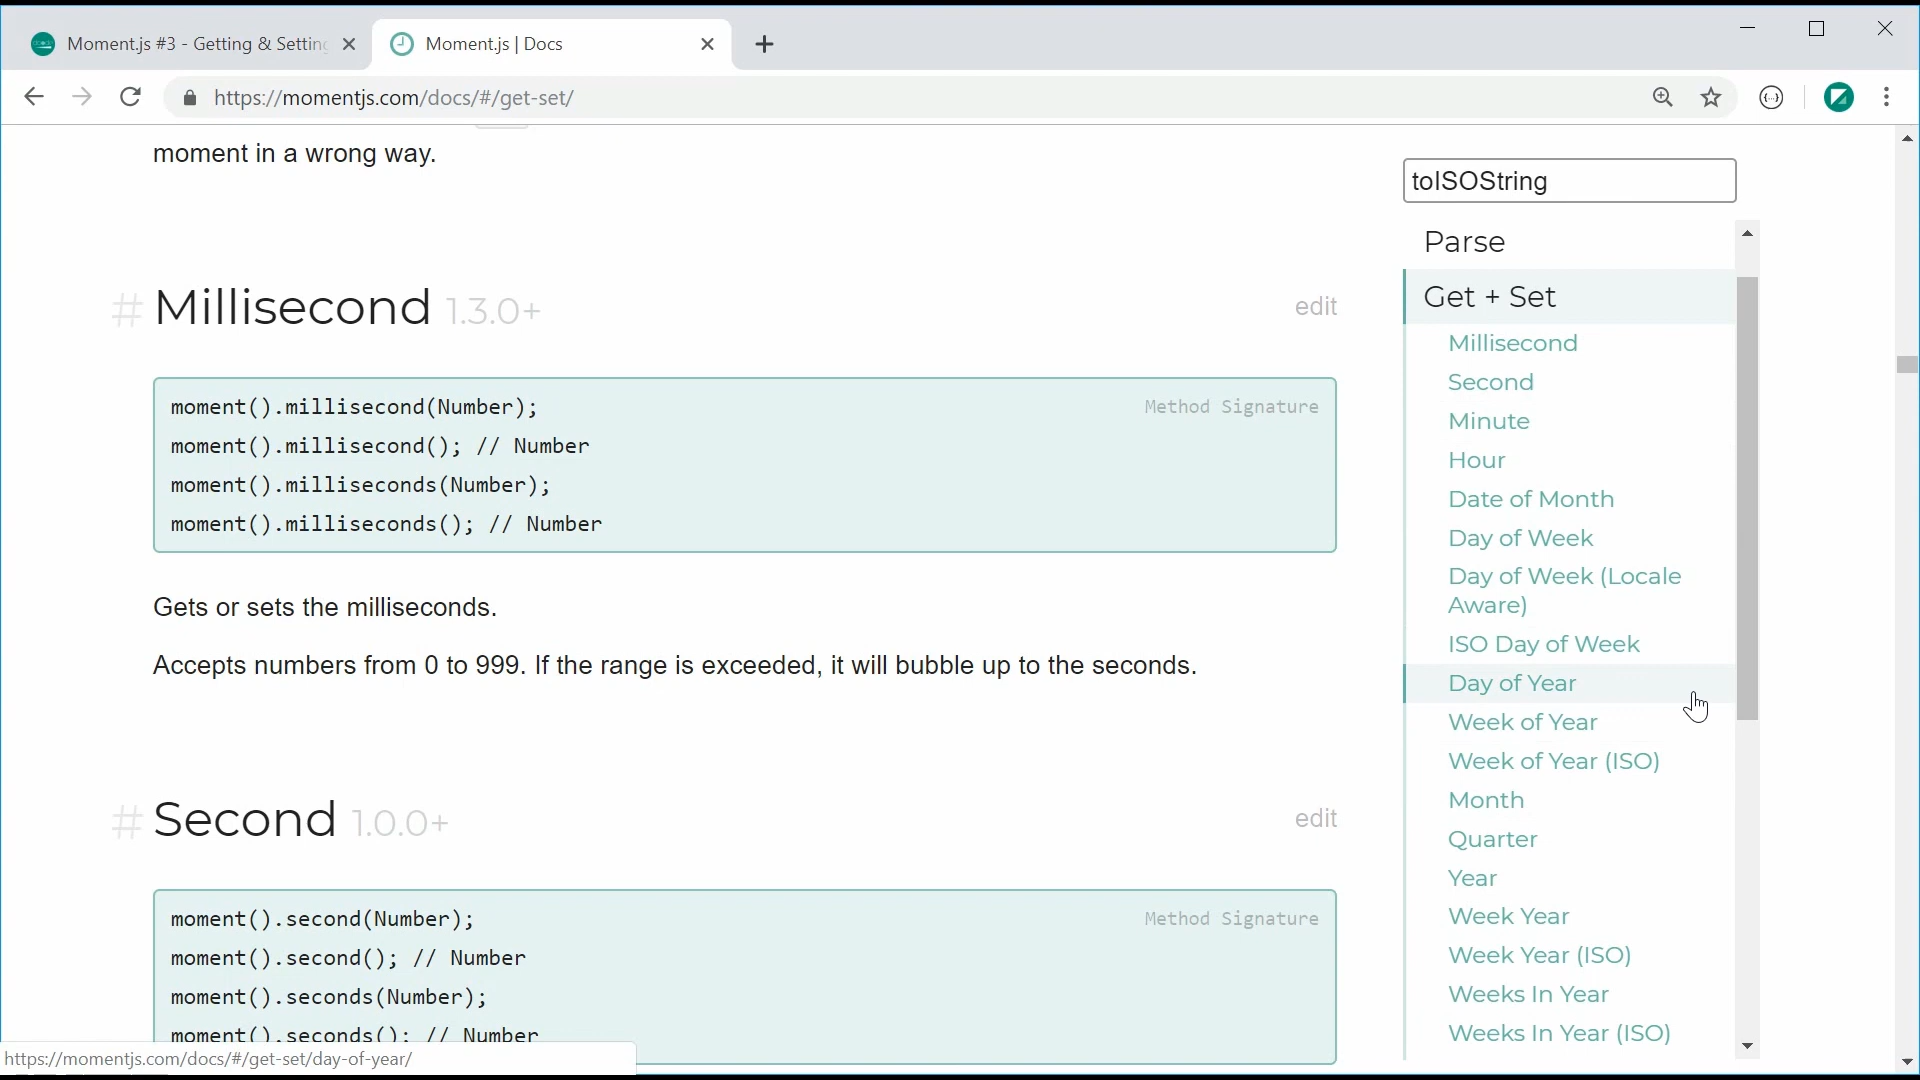 Moment.js #3 - Getting & Setting
Moment.js | Docs
https://momentjs.com/docs/#/get-set/
moment in a wrong way.
# Millisecond 1.3.0+
edit
moment().millisecond(Number);
Method Signature
moment().millisecond(); // Number
moment().milliseconds(Number);
moment().milliseconds(); // Number
Gets or sets the milliseconds.
Accepts numbers from 0 to 999. If the range is exceeded, it will bubble up to the seconds.
# Second 1.0.0+
edit
moment().second(Number);
Method Signature
moment().second(); // Number
moment().seconds(Number);
moment().seconds(); // Number
https://momentjs.com/docs/#/get-set/day-of-year/
toISOString
Parse
Get + Set
Millisecond
Second
Minute
Hour
Date of Month
Day of Week
Day of Week (Locale
Aware)
ISO Day of Week
Day of Year
Week of Year
Week of Year (ISO)
Month
Quarter
Year
Week Year
Week Year (ISO)
Weeks In Year
Weeks In Year (ISO)